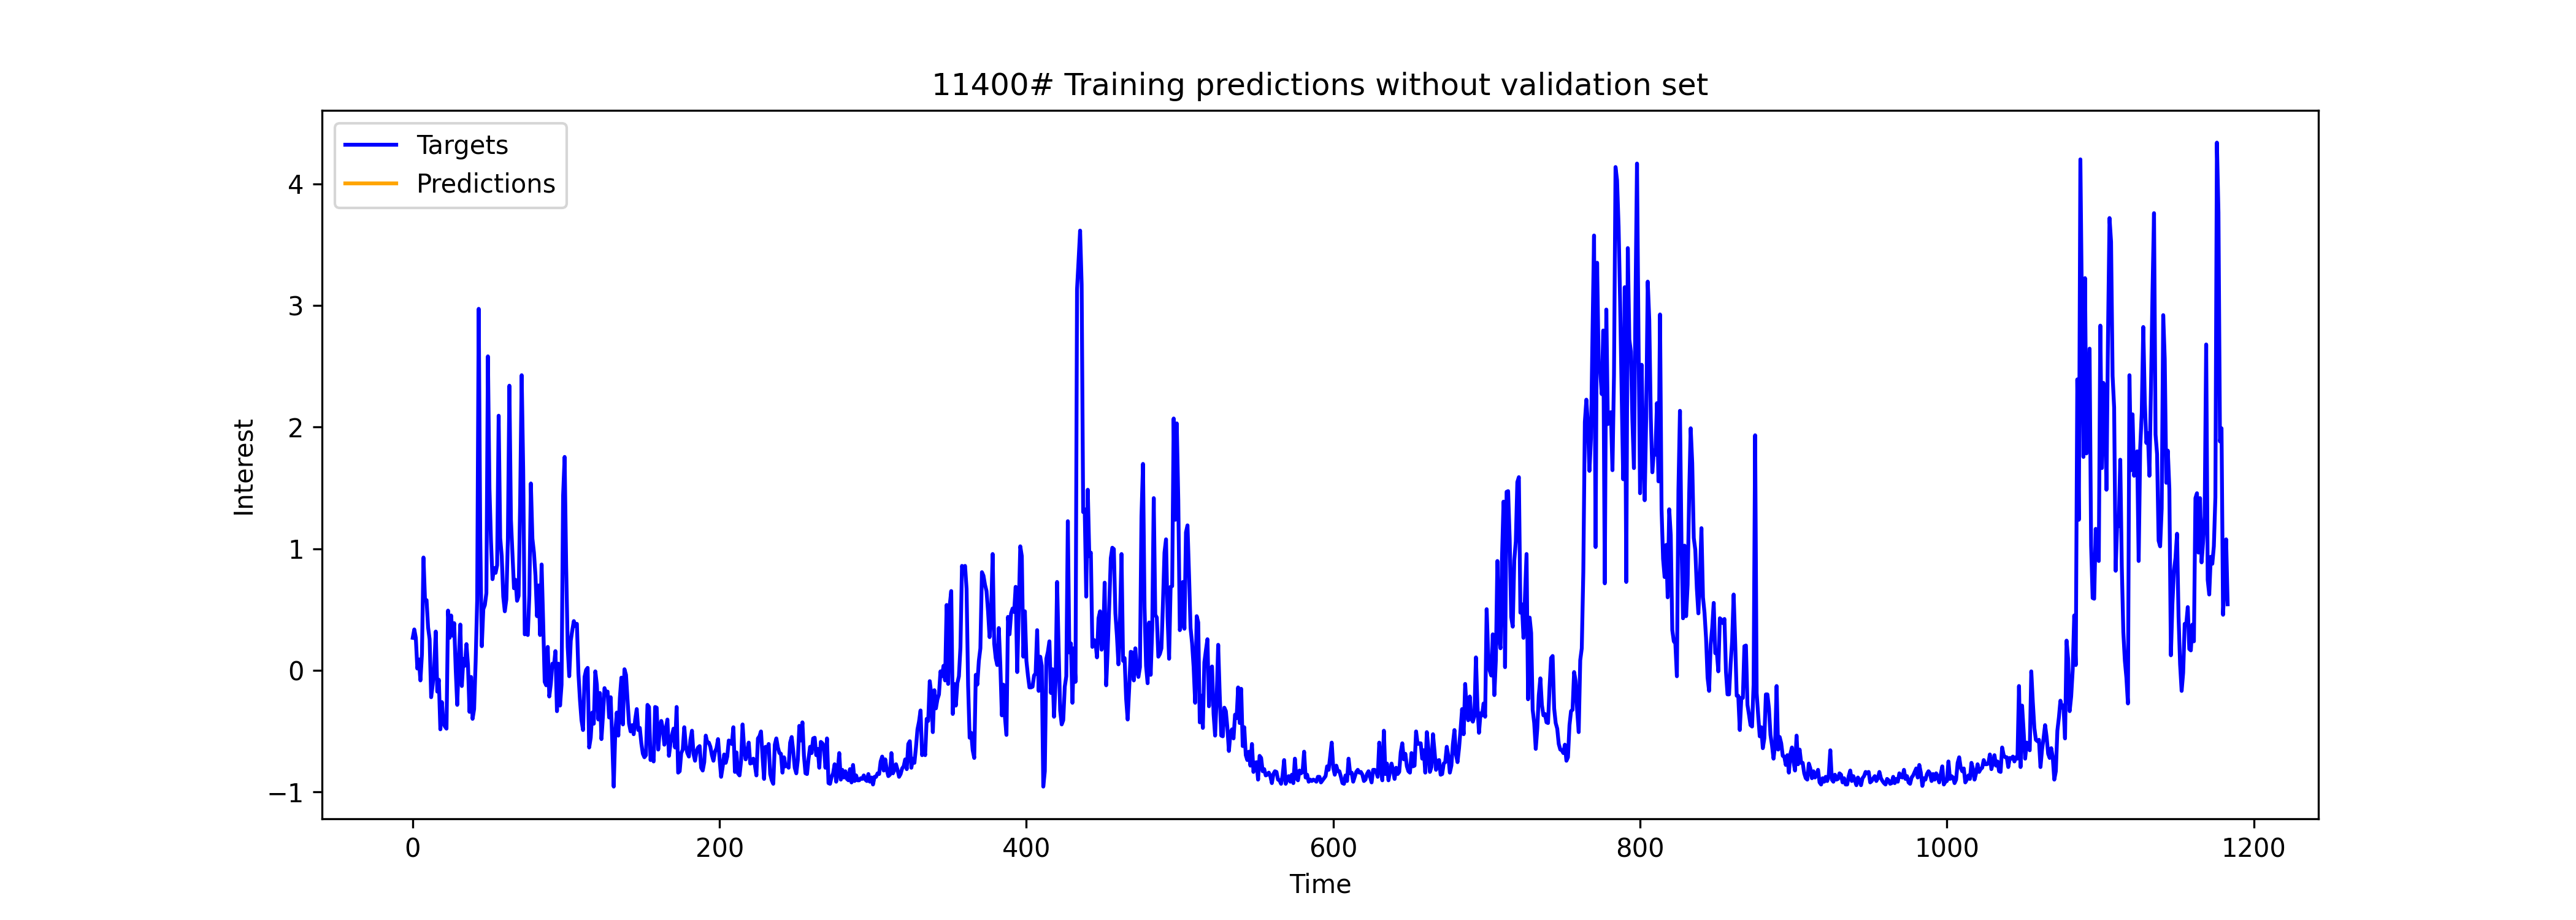 11400# Training predictions without validation set
Targets
Predictions
Interest
4
3
2
1
0
−1
0 200 400 600 800 1000 1200
Time